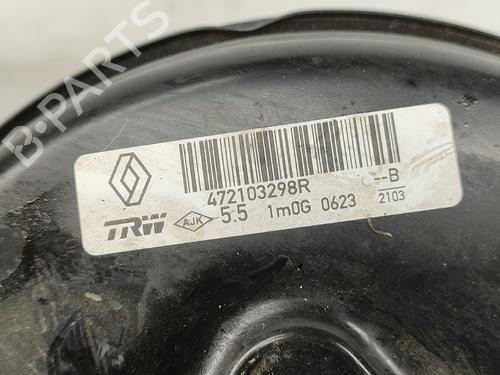 B-PARTS
472103298R
TRW AJK 5.5 1m0G 0623
--B
2103